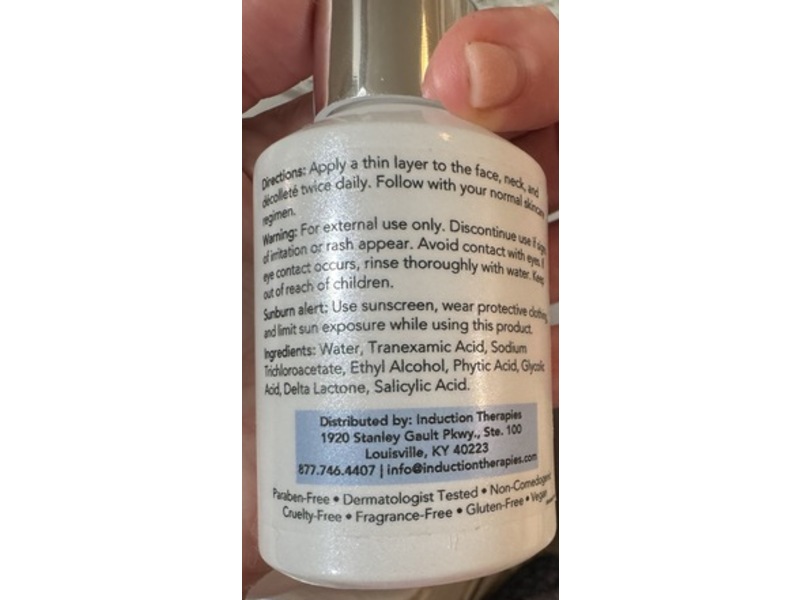 Directions: Apply a thin layer to the face, neck, and
décolleté twice daily. Follow with your normal skincare
regimen.
Warning: For external use only. Discontinue use if signs
of irritation or rash appear. Avoid contact with eyes. If
eye contact occurs, rinse thoroughly with water. Keep
out of reach of children.
Sunburn alert: Use sunscreen, wear protective clothing
and limit sun exposure while using this product.
Ingredients: Water, Tranexamic Acid, Sodium
Trichloroacetate, Ethyl Alcohol, Phytic Acid, Glycolic
Acid, Delta Lactone, Salicylic Acid.
Distributed by: Induction Therapies
1920 Stanley Gault Pkwy., Ste. 100
Louisville, KY 40223
877.746.4407 | info@inductiontherapies.com
Paraben-Free • Dermatologist Tested • Non-Comedogenic
Cruelty-Free • Fragrance-Free • Gluten-Free • Vegan